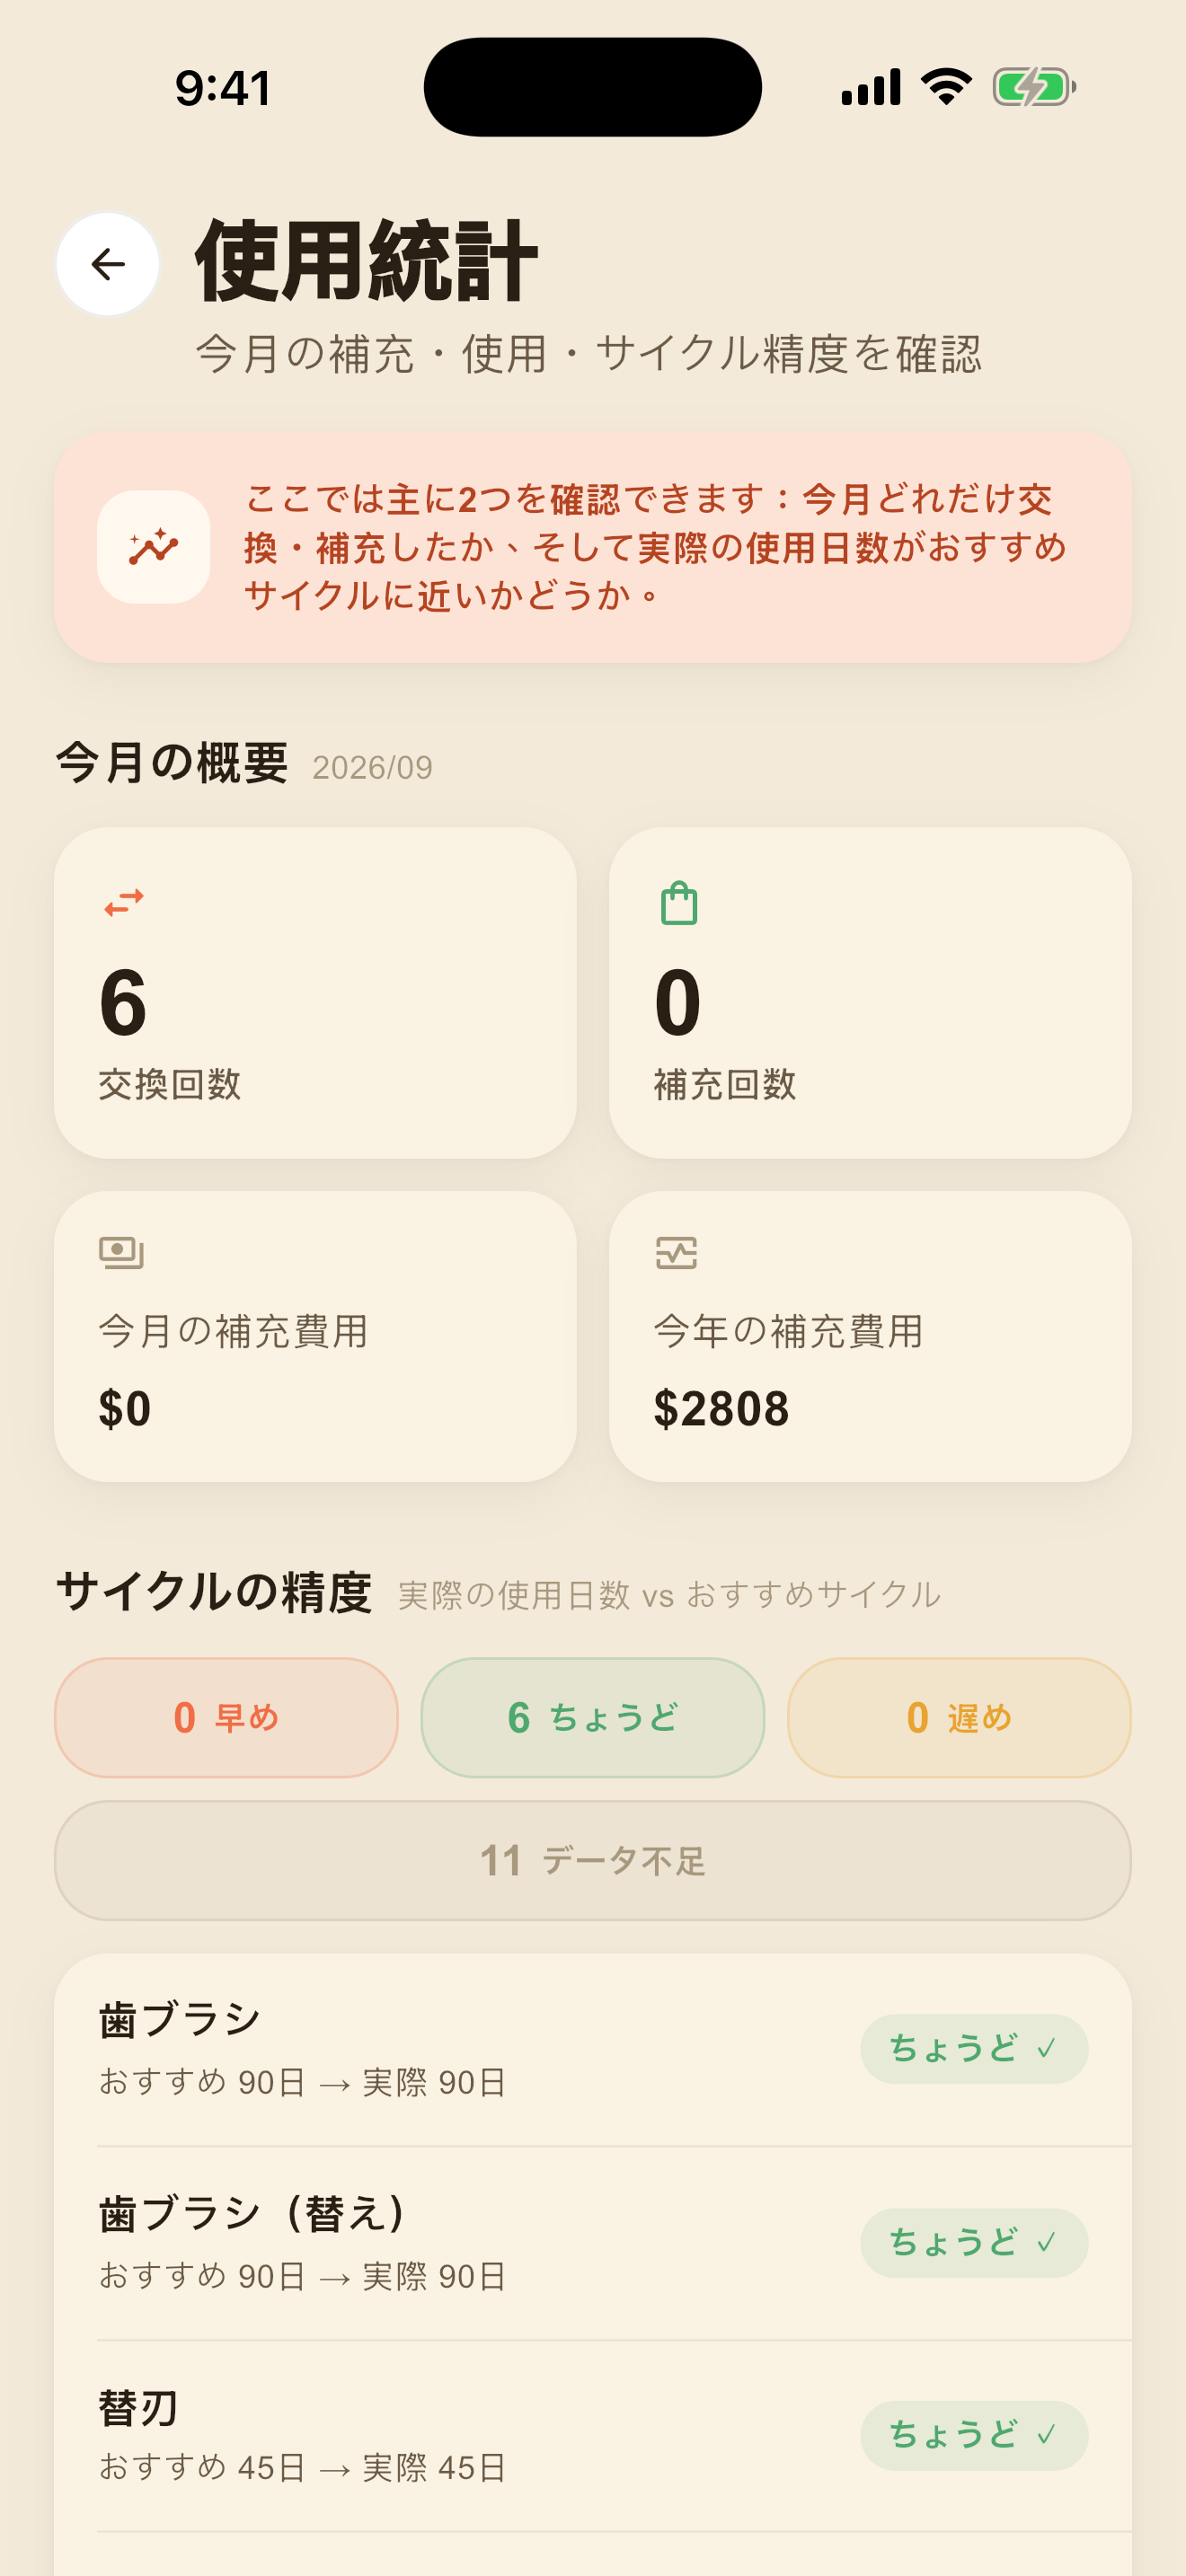 9:41
使用統計
今月の補充・使用・サイクル精度を確認
ここでは主に2つを確認できます：今月どれだけ交
換・補充したか、そして実際の使用日数がおすすめ
サイクルに近いかどうか。
今月の概要 2026/09
6
交換回数
0
補充回数
今月の補充費用
$0
今年の補充費用
$2808
サイクルの精度 実際の使用日数 vs おすすめサイクル
0 早め
6 ちょうど
0 遅め
11 データ不足
歯ブラシ
おすすめ 90日 → 実際 90日
ちょうど ✓
歯ブラシ（替え）
おすすめ 90日 → 実際 90日
ちょうど ✓
替刃
おすすめ 45日 → 実際 45日
ちょうど ✓